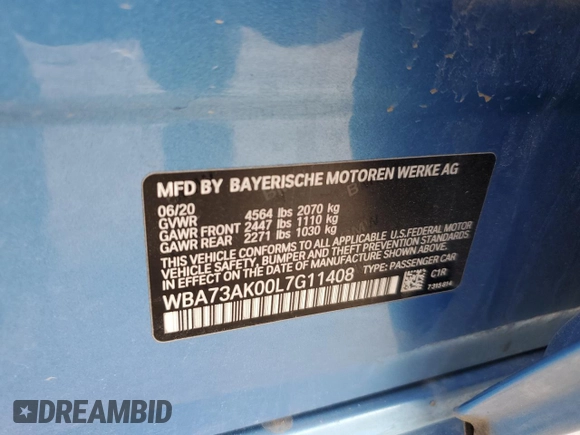 MFD BY BAYERISCHE MOTOREN WERKE AG
06/20
GVWR 4564 lbs 2070 kg
GAWR FRONT 2447 lbs 1110 kg
GAWR REAR 2271 lbs 1030 kg
THIS VEHICLE CONFORMS TO ALL APPLICABLE U.S.FEDERAL MOTOR
VEHICLE SAFETY, BUMPER, AND THEFT PREVENTION STANDARDS
IN EFFECT ON THE DATE OF MANUFACTURE SHOWN ABOVE.
WBA73AK00L7G11408 TYPE: PASSENGER CAR
C1R
DREAMBID